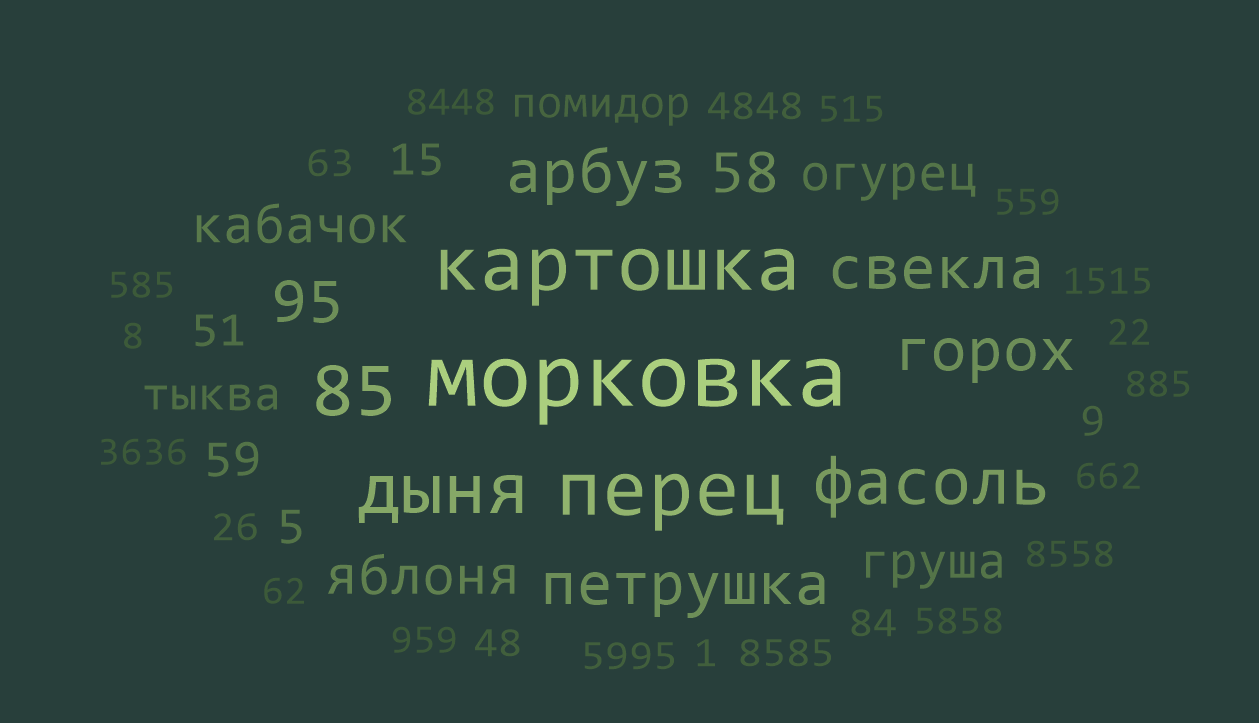 8448 помидор 4848 515
63 15 арбуз 58 огурец 559
кабачок картошка свекла
585 95 1515
8 51 22
тыква 85 морковка горох 885
9
3636 59 дыня перец фасоль 662
26 5
62 яблоня петрушка груша 8558
959 48 84 5858
5995 1 8585